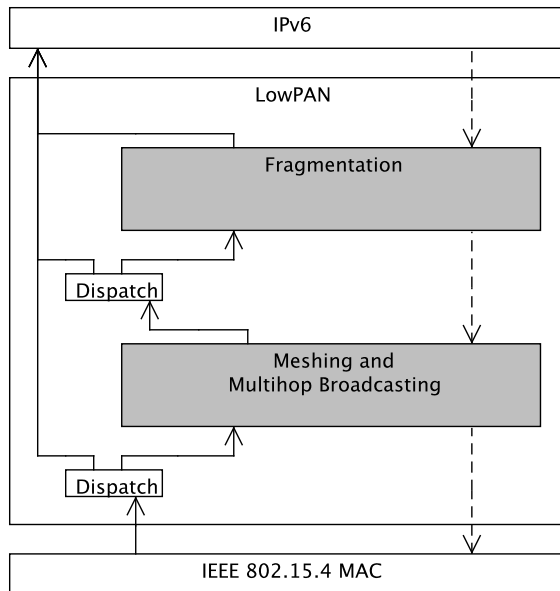 IPv6
LowPAN
Fragmentation
Dispatch
Meshing and
Multihop Broadcasting
Dispatch
IEEE 802.15.4 MAC